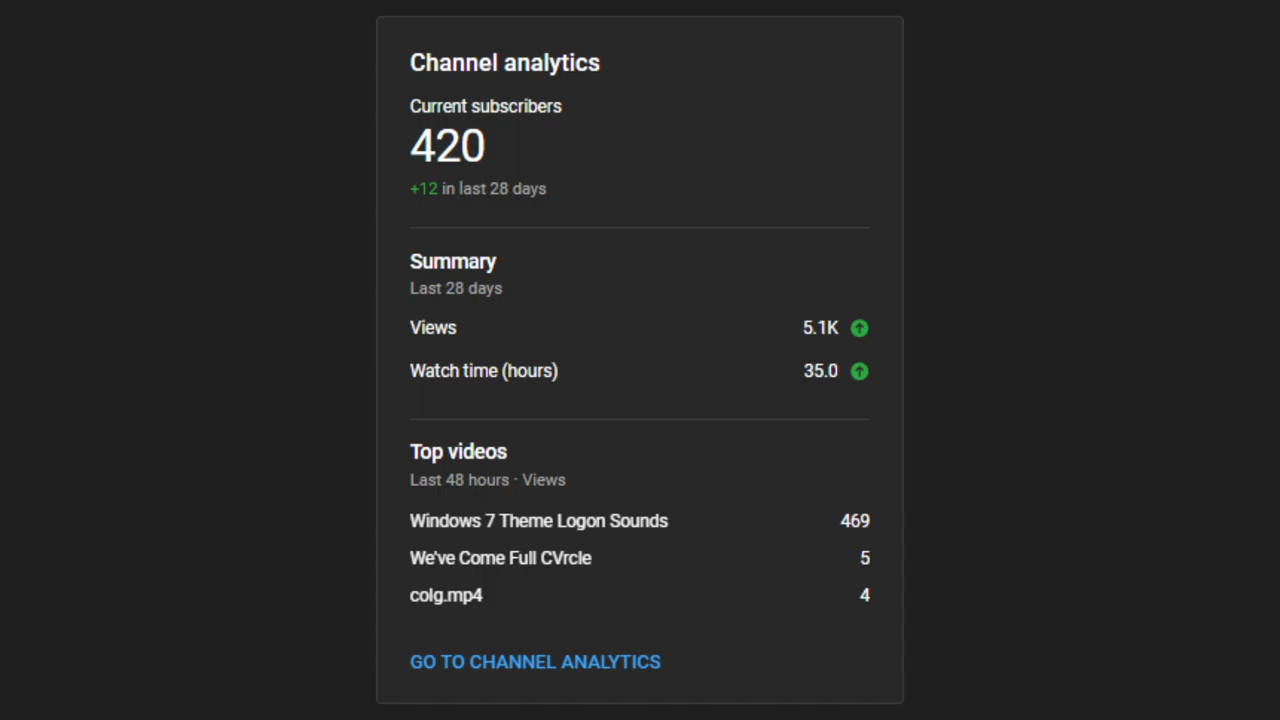 Channel analytics
Current subscribers
420
+12 in last 28 days
Summary
Last 28 days
Views 5.1K
Watch time (hours) 35.0
Top videos
Last 48 hours · Views
Windows 7 Theme Logon Sounds 469
We've Come Full CVrcle 5
colg.mp4 4
GO TO CHANNEL ANALYTICS